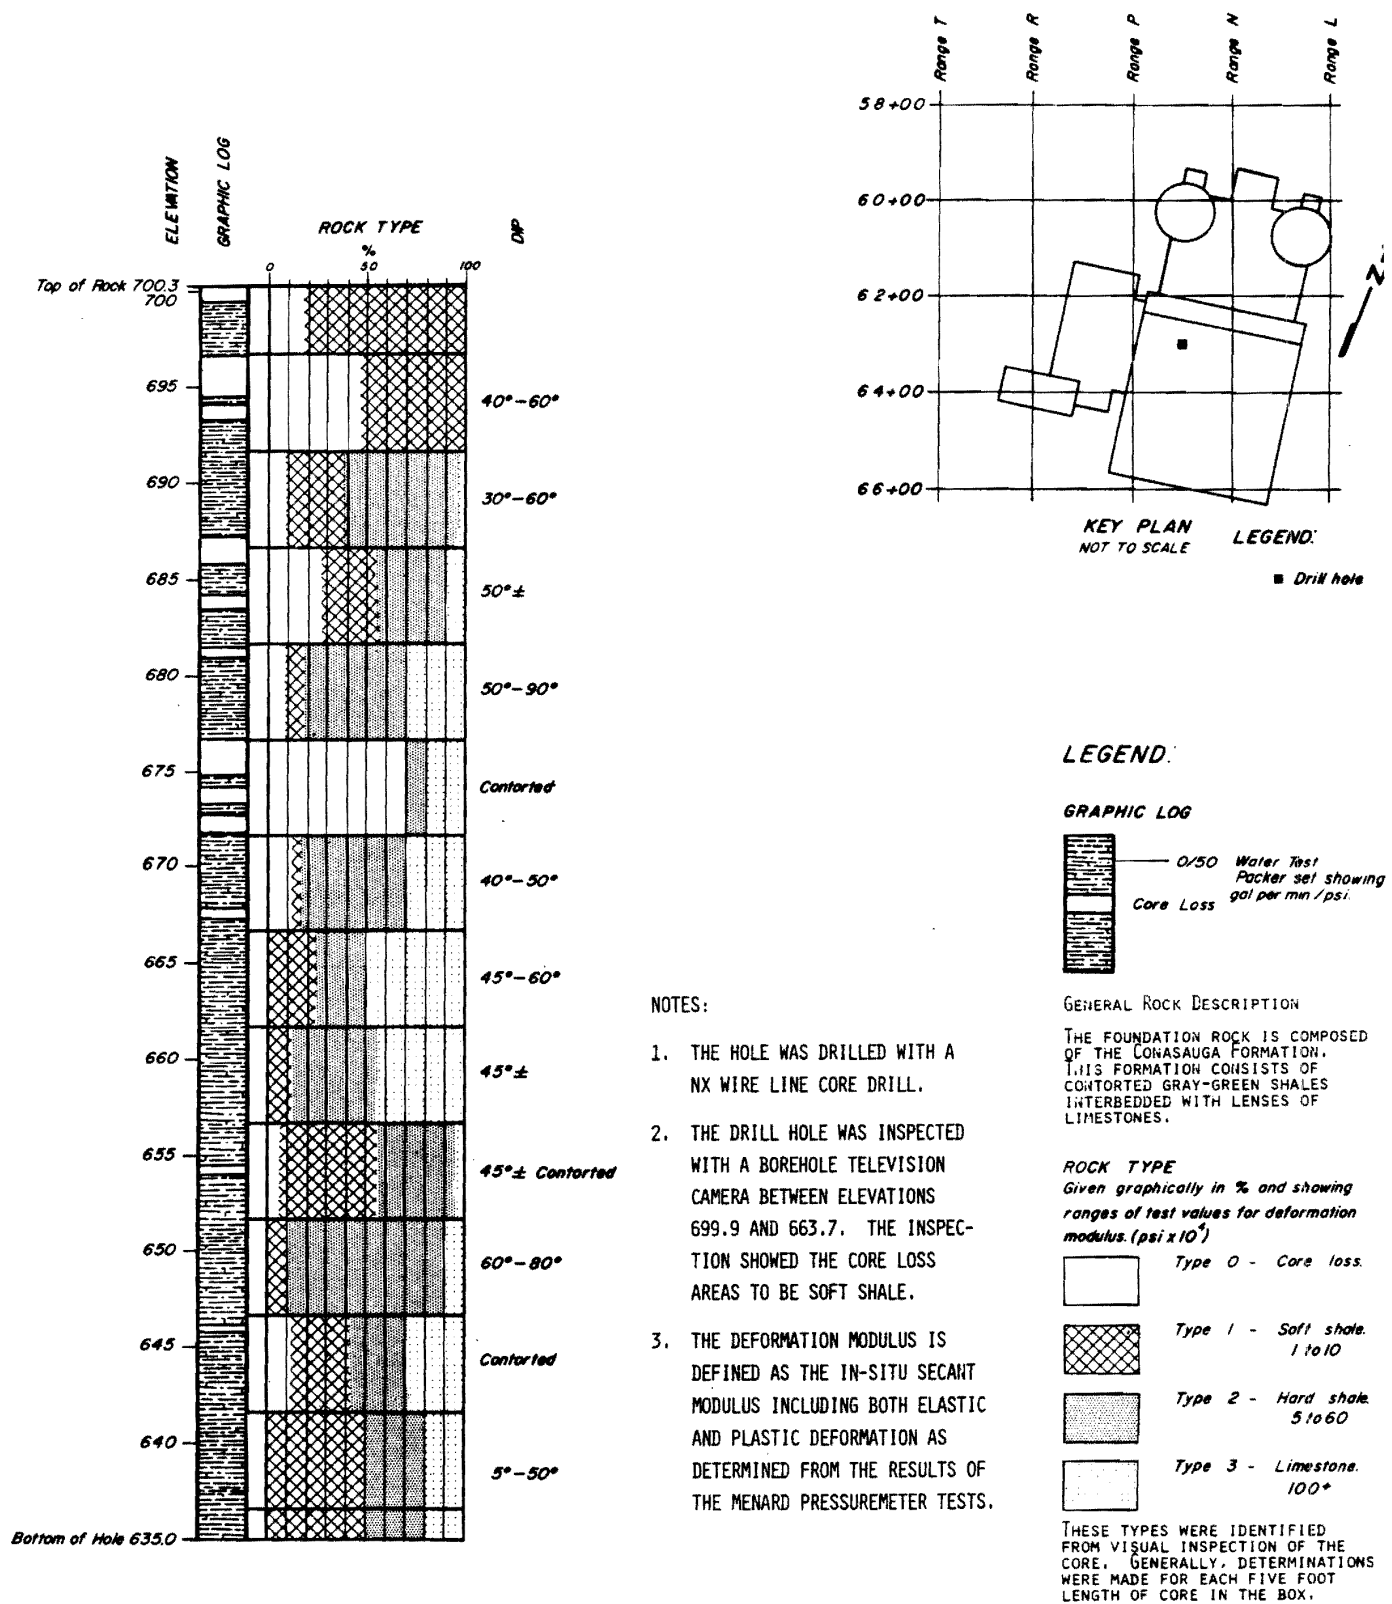 Range T
Range R
Range P
Range N
Range L
58+00
60+00
62+00
64+00
66+00
KEY PLAN
NOT TO SCALE
LEGEND:
Drill hole
ELEVATION
GRAPHIC LOG
ROCK TYPE
%
DIP
0
50
100
Top of Rock 700.3
700
695
40°-60°
690
30°-60°
685
50°±
680
50°-90°
675
Contorted
670
40°-50°
665
45°-60°
660
45°±
655
45°± Contorted
650
60°-80°
645
Contorted
640
5°-50°
Bottom of Hole 635.0
NOTES:
1. THE HOLE WAS DRILLED WITH A
NX WIRE LINE CORE DRILL.
2. THE DRILL HOLE WAS INSPECTED
WITH A BOREHOLE TELEVISION
CAMERA BETWEEN ELEVATIONS
699.9 AND 663.7. THE INSPEC-
TION SHOWED THE CORE LOSS
AREAS TO BE SOFT SHALE.
3. THE DEFORMATION MODULUS IS
DEFINED AS THE IN-SITU SECANT
MODULUS INCLUDING BOTH ELASTIC
AND PLASTIC DEFORMATION AS
DETERMINED FROM THE RESULTS OF
THE MENARD PRESSUREMETER TESTS.
LEGEND:
GRAPHIC LOG
0/50 Water Test
Packer set showing
gal per min/psi.
Core Loss
GENERAL ROCK DESCRIPTION
THE FOUNDATION ROCK IS COMPOSED
OF THE CONASAUGA FORMATION.
THIS FORMATION CONSISTS OF
CONTORTED GRAY-GREEN SHALES
INTERBEDDED WITH LENSES OF
LIMESTONES.
ROCK TYPE
Given graphically in % and showing
ranges of test values for deformation
modulus. (psi x 10⁴)
Type 0 - Core loss.
Type 1 - Soft shale.
1 to 10
Type 2 - Hard shale.
5 to 60
Type 3 - Limestone.
100+
THESE TYPES WERE IDENTIFIED
FROM VISUAL INSPECTION OF THE
CORE. GENERALLY, DETERMINATIONS
WERE MADE FOR EACH FIVE FOOT
LENGTH OF CORE IN THE BOX.